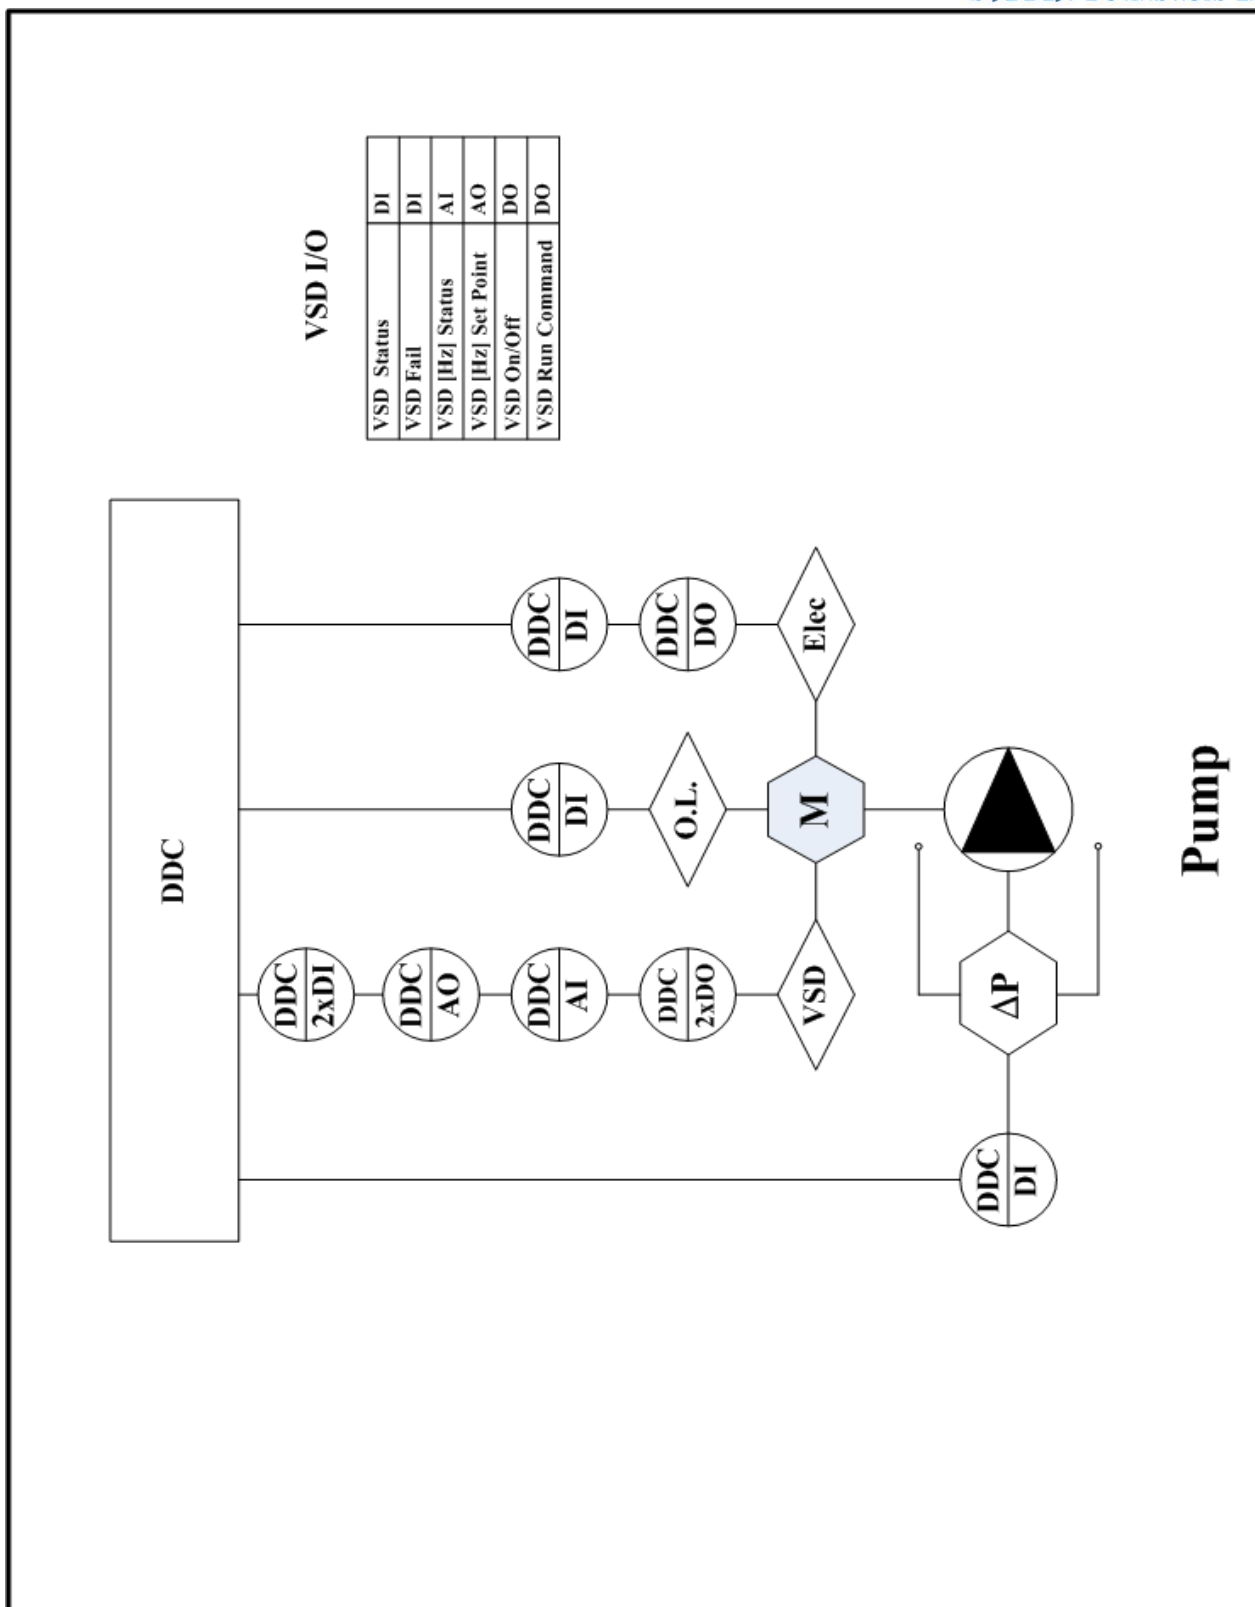 DDC
VSD I/O
VSD Status DI
VSD Fail DI
VSD [Hz] Status AI
VSD [Hz] Set Point AO
VSD On/Off DO
VSD Run Command DO
DDC
2xDI
DDC
AO
DDC
AI
DDC
2xDO
VSD
DDC
DI
O.L.
DDC
DI
DDC
DO
Elec
M
DDC
DI
ΔP
Pump